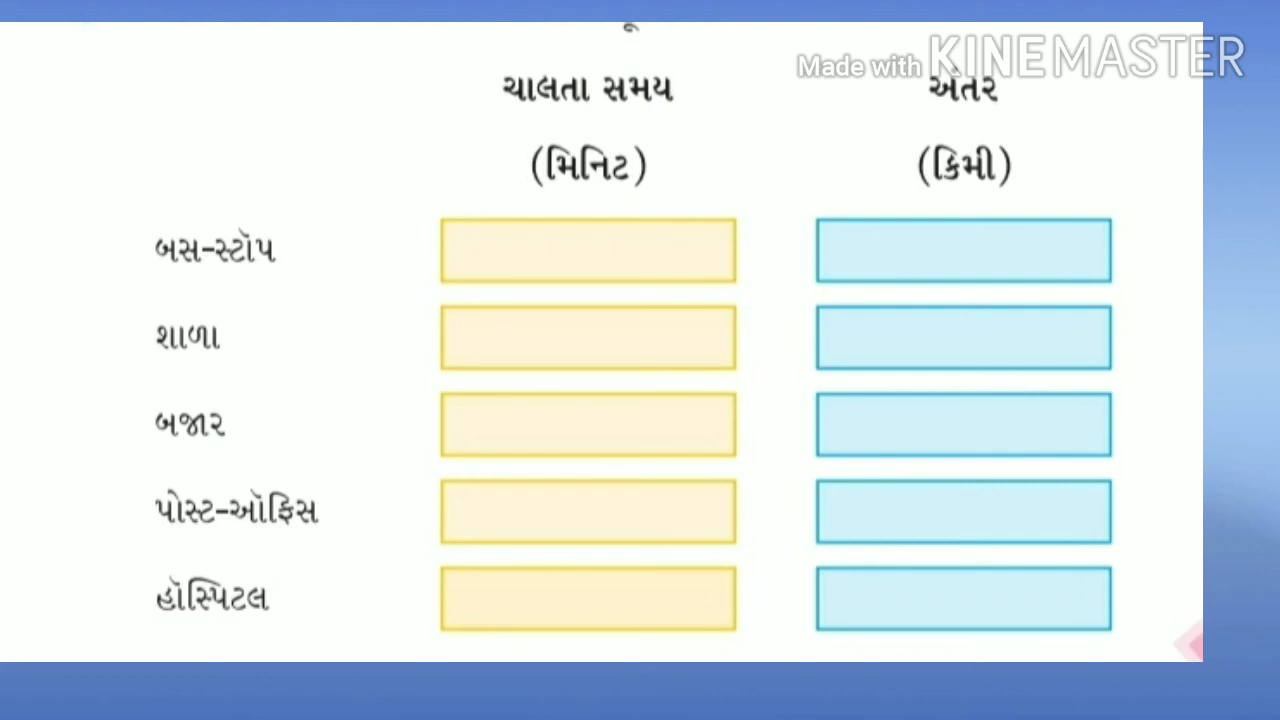 Made with KINEMASTER
ચાલતા સમય અંતર
(મિનિટ) (કિમી)
બસ-સ્ટૉપ
શાળા
બજાર
પોસ્ટ-ઑફિસ
હૉસ્પિટલ